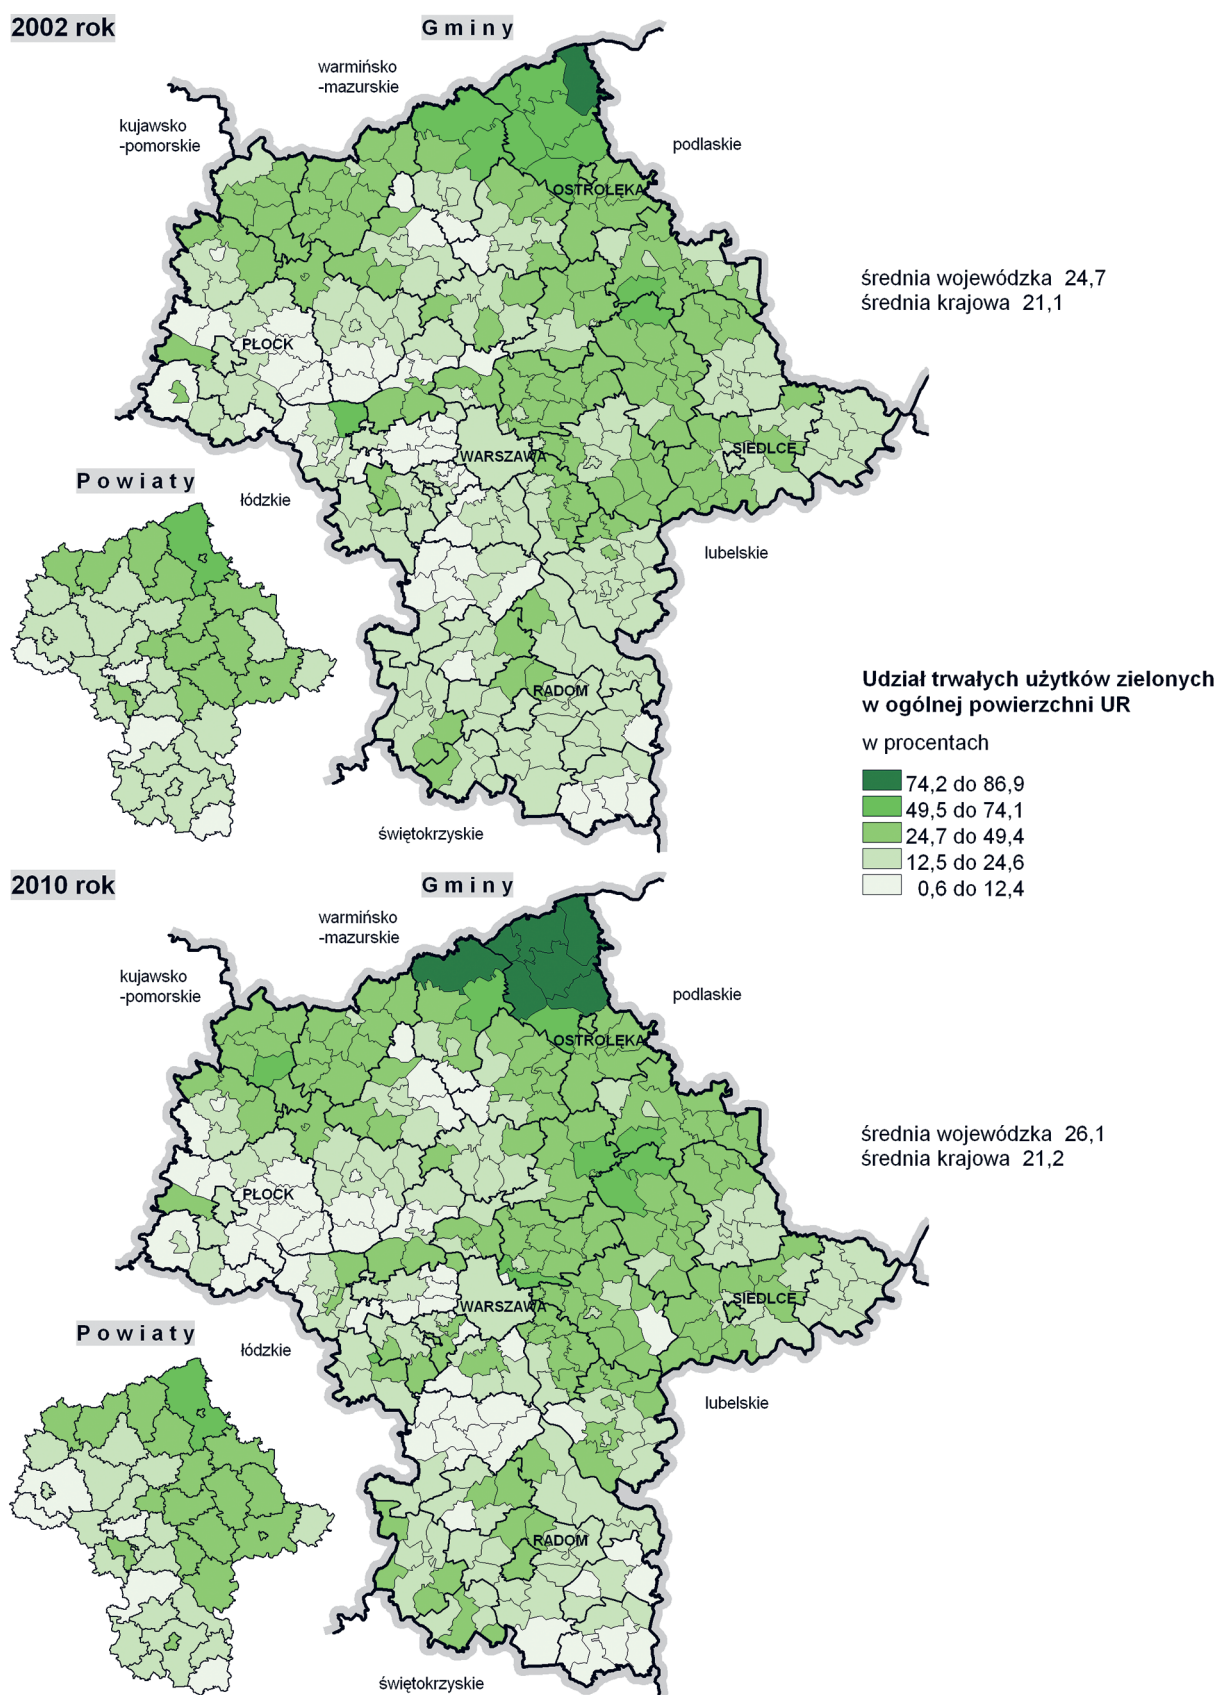 2002 rok
Gminy
warmińsko
-mazurskie
kujawsko
-pomorskie
podlaskie
OSTROŁĘKA
średnia wojewódzka 24,7
średnia krajowa 21,1
PŁOCK
SIEDLCE
WARSZAWA
Powiaty
łódzkie
lubelskie
RADOM
świętokrzyskie
Udział trwałych użytków zielonych
w ogólnej powierzchni UR
w procentach
74,2 do 86,9
49,5 do 74,1
24,7 do 49,4
12,5 do 24,6
0,6 do 12,4
2010 rok
Gminy
warmińsko
-mazurskie
kujawsko
-pomorskie
podlaskie
OSTROŁĘKA
średnia wojewódzka 26,1
średnia krajowa 21,2
PŁOCK
SIEDLCE
WARSZAWA
Powiaty
łódzkie
lubelskie
RADOM
świętokrzyskie